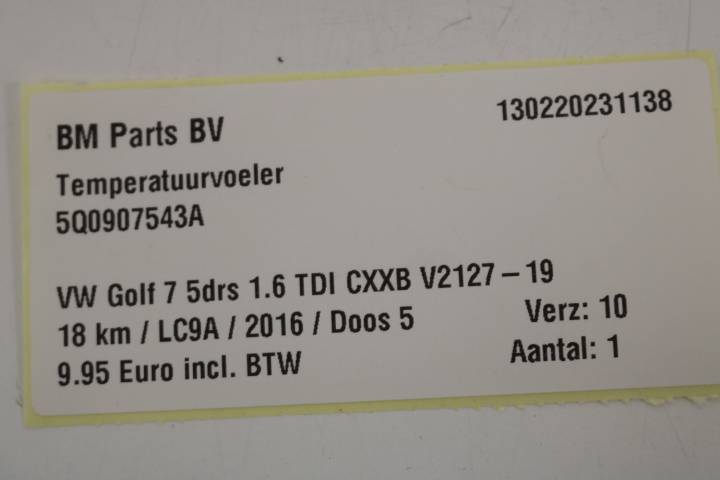 BM Parts BV 130220231138
Temperatuurvoeler
5Q0907543A
VW Golf 7 5drs 1.6 TDI CXXB V2127 – 19
18 km / LC9A / 2016 / Doos 5 Verz: 10
9.95 Euro incl. BTW Aantal: 1